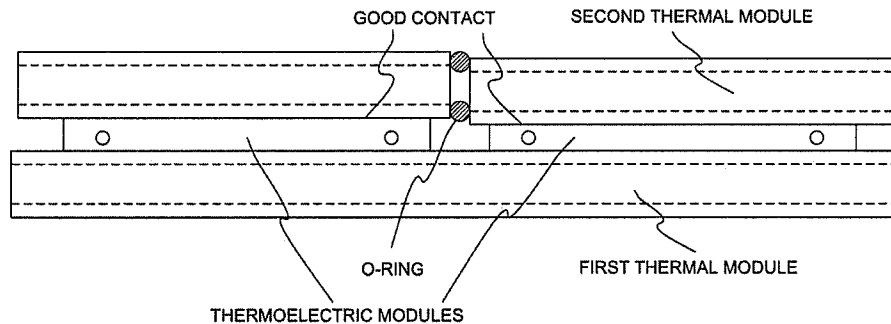 GOOD CONTACT
SECOND THERMAL MODULE
O-RING
FIRST THERMAL MODULE
THERMOELECTRIC MODULES